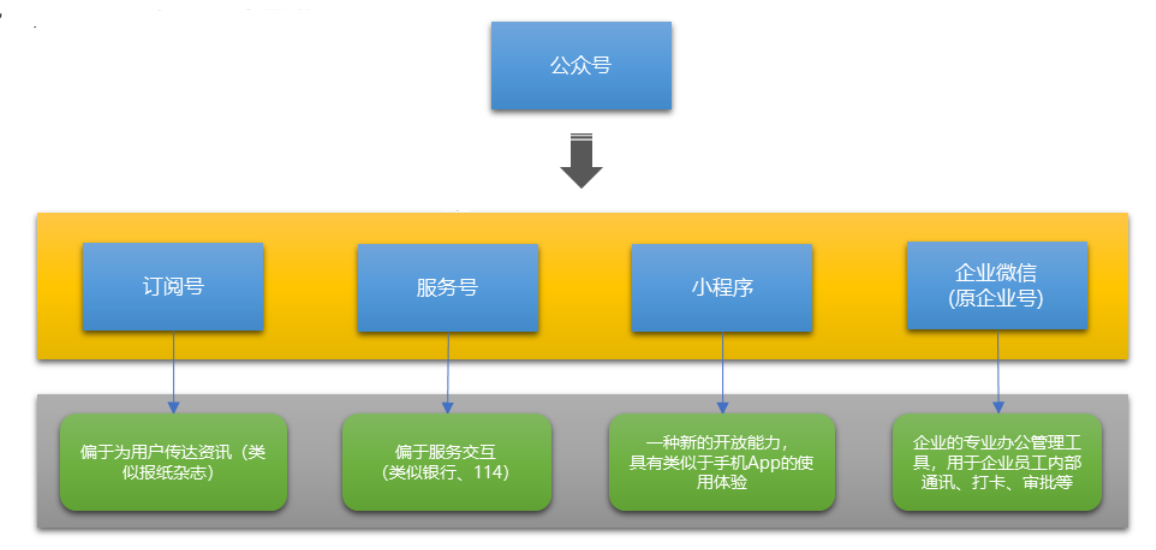 公众号
订阅号
服务号
小程序
企业微信
(原企业号)
偏于为用户传达资讯（类
似报纸杂志）
偏于服务交互
（类似银行、114）
一种新的开放能力，
具有类似于手机App的使
用体验
企业的专业办公管理工
具，用于企业员工内部
通讯、打卡、审批等